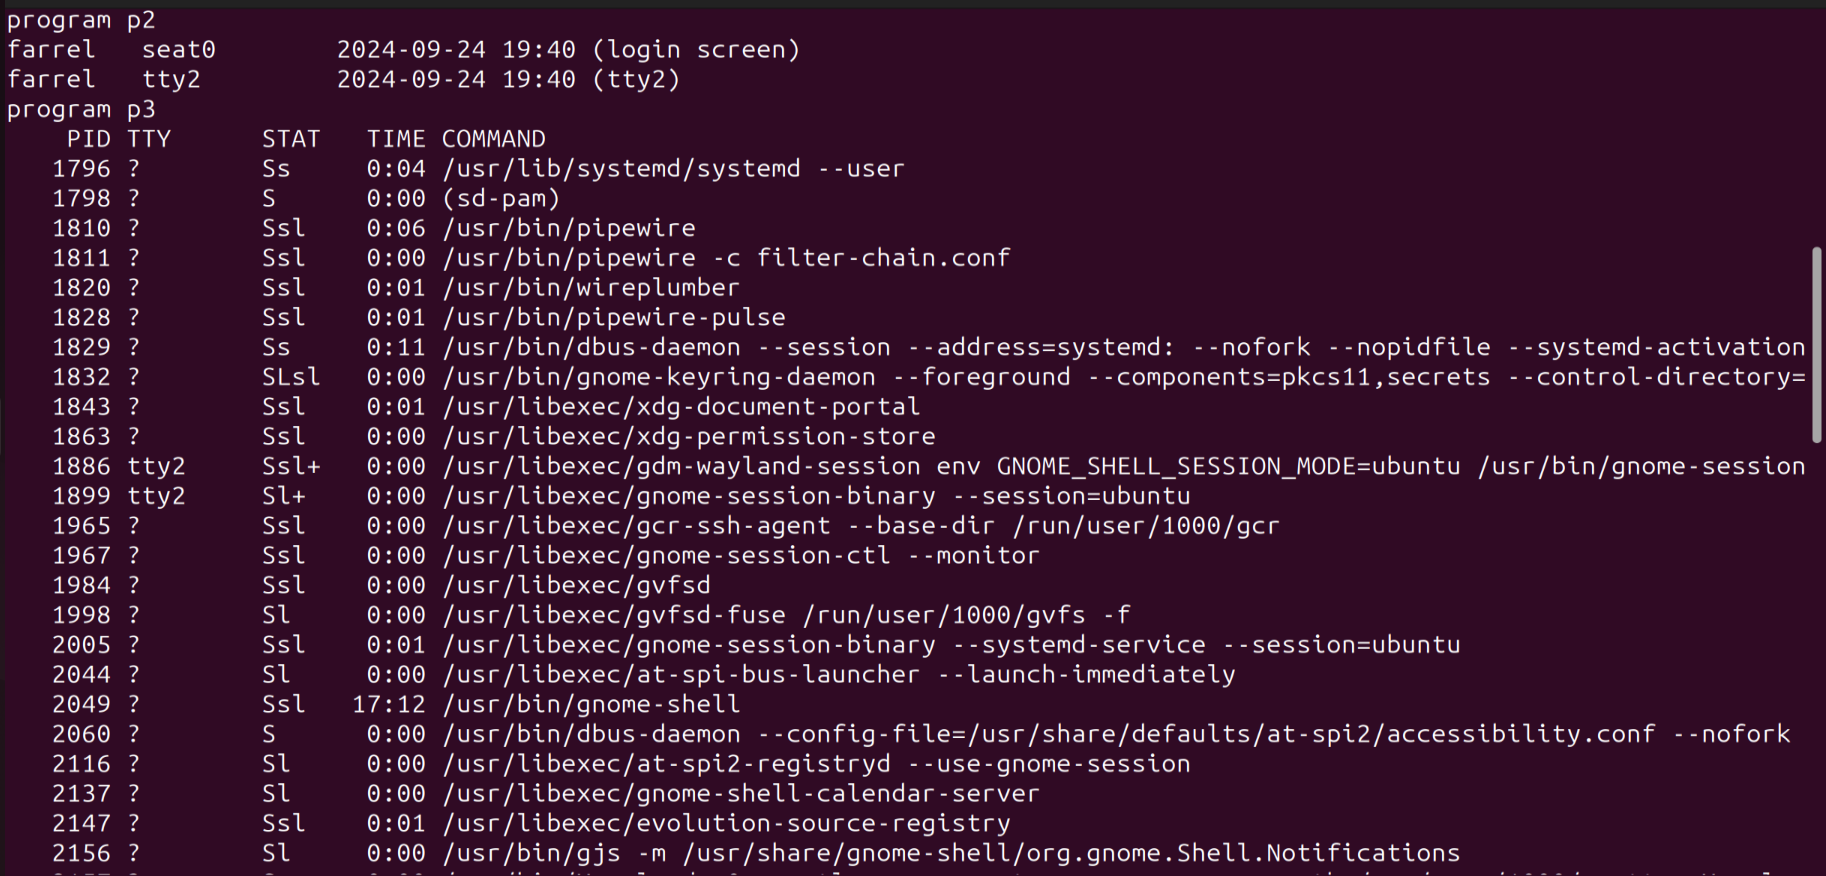 program p2
farrel   seat0        2024-09-24 19:40 (login screen)
farrel   tty2         2024-09-24 19:40 (tty2)
program p3
    PID TTY      STAT   TIME COMMAND
   1796 ?        Ss     0:04 /usr/lib/systemd/systemd --user
   1798 ?        S      0:00 (sd-pam)
   1810 ?        Ssl    0:06 /usr/bin/pipewire
   1811 ?        Ssl    0:00 /usr/bin/pipewire -c filter-chain.conf
   1820 ?        Ssl    0:01 /usr/bin/wireplumber
   1828 ?        Ssl    0:01 /usr/bin/pipewire-pulse
   1829 ?        Ss     0:11 /usr/bin/dbus-daemon --session --address=systemd: --nofork --nopidfile --systemd-activation
   1832 ?        SLsl   0:00 /usr/bin/gnome-keyring-daemon --foreground --components=pkcs11,secrets --control-directory=
   1843 ?        Ssl    0:01 /usr/libexec/xdg-document-portal
   1863 ?        Ssl    0:00 /usr/libexec/xdg-permission-store
   1886 tty2     Ssl+   0:00 /usr/libexec/gdm-wayland-session env GNOME_SHELL_SESSION_MODE=ubuntu /usr/bin/gnome-session
   1899 tty2     Sl+    0:00 /usr/libexec/gnome-session-binary --session=ubuntu
   1965 ?        Ssl    0:00 /usr/libexec/gcr-ssh-agent --base-dir /run/user/1000/gcr
   1967 ?        Ssl    0:00 /usr/libexec/gnome-session-ctl --monitor
   1984 ?        Ssl    0:00 /usr/libexec/gvfsd
   1998 ?        Sl     0:00 /usr/libexec/gvfsd-fuse /run/user/1000/gvfs -f
   2005 ?        Ssl    0:01 /usr/libexec/gnome-session-binary --systemd-service --session=ubuntu
   2044 ?        Sl     0:00 /usr/libexec/at-spi-bus-launcher --launch-immediately
   2049 ?        Ssl   17:12 /usr/bin/gnome-shell
   2060 ?        S      0:00 /usr/bin/dbus-daemon --config-file=/usr/share/defaults/at-spi2/accessibility.conf --nofork
   2116 ?        Sl     0:00 /usr/libexec/at-spi2-registryd --use-gnome-session
   2137 ?        Sl     0:00 /usr/libexec/gnome-shell-calendar-server
   2147 ?        Ssl    0:01 /usr/libexec/evolution-source-registry
   2156 ?        Sl     0:00 /usr/bin/gjs -m /usr/share/gnome-shell/org.gnome.Shell.Notifications